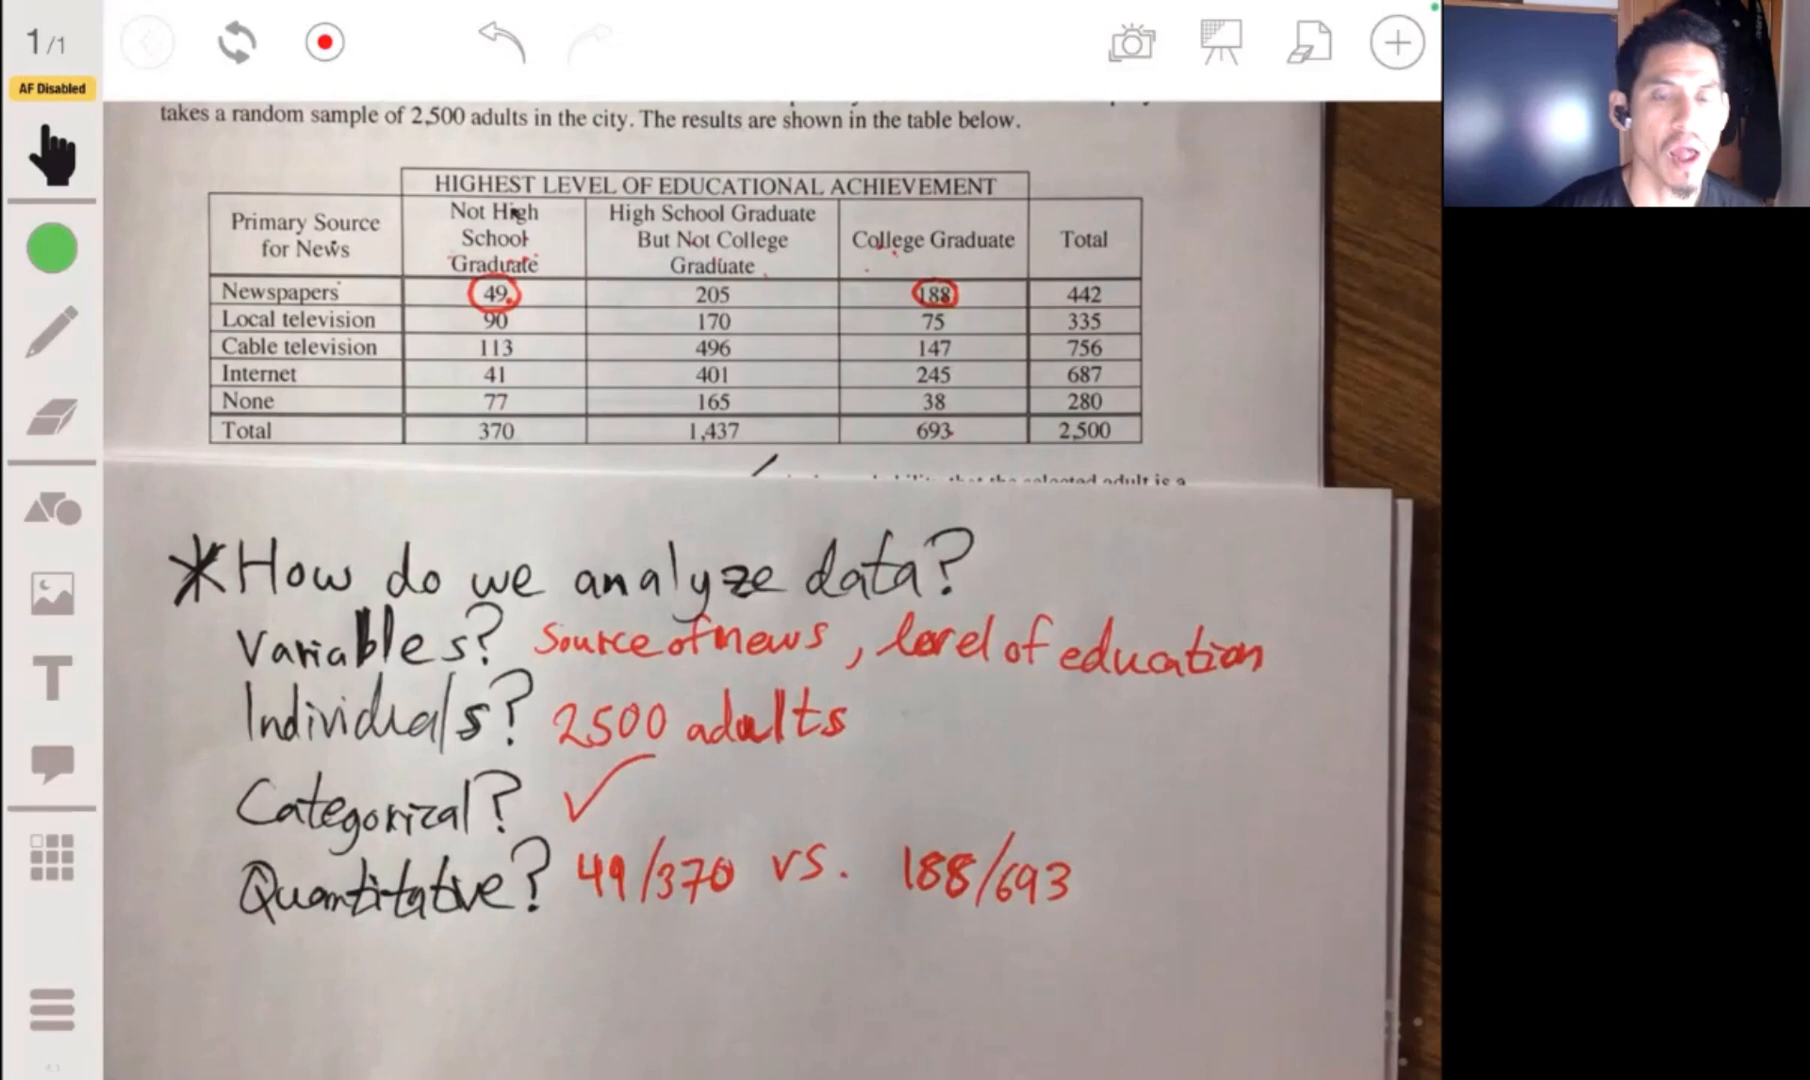 1/1
AF Disabled
takes a random sample of 2,500 adults in the city. The results are shown in the table below.
HIGHEST LEVEL OF EDUCATIONAL ACHIEVEMENT
Primary Source for News Not High School Graduate High School Graduate But Not College Graduate College Graduate Total
Newspapers 49 205 188 442
Local television 90 170 75 335
Cable television 113 496 147 756
Internet 41 401 245 687
None 77 165 38 280
Total 370 1,437 693 2,500
that the selected adult is a
*How do we analyze data?
Variables? Source of news, level of education
Individuals? 2500 adults
Categorical? ✓
Quantitative? 49/370 vs. 188/693
T